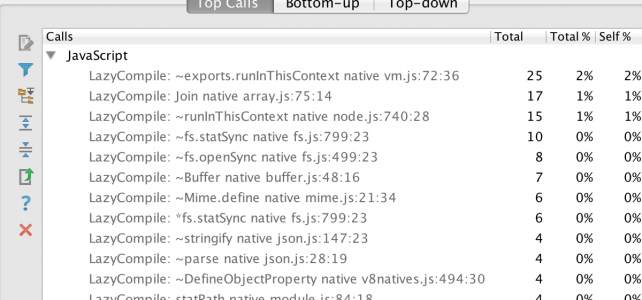 Top Calls Bottom-up Top-down
Calls Total Total % Self %
JavaScript
LazyCompile: ~exports.runInThisContext native vm.js:72:36 25 2% 2%
LazyCompile: Join native array.js:75:14 17 1% 1%
LazyCompile: ~runInThisContext native node.js:740:28 15 1% 1%
LazyCompile: ~fs.statSync native fs.js:799:23 10 0% 0%
LazyCompile: ~fs.openSync native fs.js:499:23 8 0% 0%
LazyCompile: ~Buffer native buffer.js:48:16 7 0% 0%
LazyCompile: ~Mime.define native mime.js:21:34 6 0% 0%
LazyCompile: *fs.statSync native fs.js:799:23 6 0% 0%
LazyCompile: ~stringify native json.js:147:23 4 0% 0%
LazyCompile: ~parse native json.js:28:19 4 0% 0%
LazyCompile: ~DefineObjectProperty native v8natives.js:494:30 4 0% 0%
LazyCompile: statPath native module.js:84:18 4 0% 0%